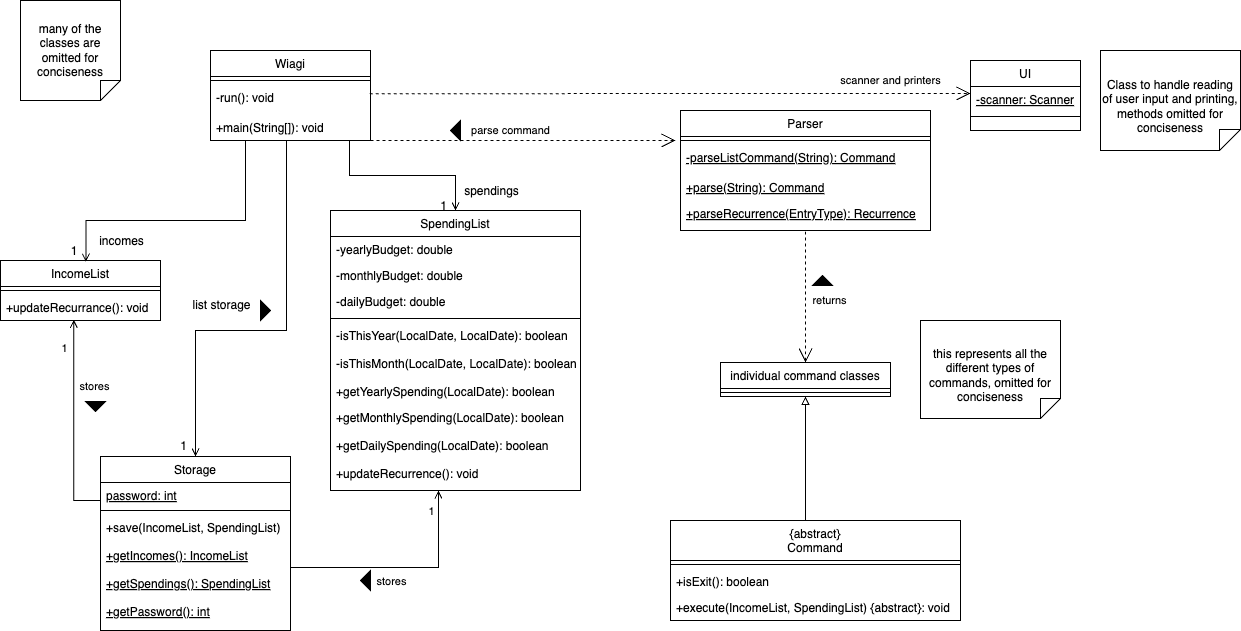 many of the
classes are
omitted for
conciseness
Wiagi
-run(): void
+main(String[]): void
scanner and printers
UI
-scanner: Scanner
Class to handle reading
of user input and printing,
methods omitted for
conciseness
parse command
Parser
-parseListCommand(String): Command
+parse(String): Command
+parseRecurrence(EntryType): Recurrence
spendings
1
SpendingList
-yearlyBudget: double
-monthlyBudget: double
-dailyBudget: double
-isThisYear(LocalDate, LocalDate): boolean
-isThisMonth(LocalDate, LocalDate): boolean
+getYearlySpending(LocalDate): boolean
+getMonthlySpending(LocalDate): boolean
+getDailySpending(LocalDate): boolean
+updateRecurrence(): void
incomes
1
IncomeList
+updateRecurrance(): void
list storage
1
stores
returns
individual command classes
this represents all the
different types of
commands, omitted for
conciseness
1
Storage
password: int
+save(IncomeList, SpendingList)
+getIncomes(): IncomeList
+getSpendings(): SpendingList
+getPassword(): int
1
stores
{abstract}
Command
+isExit(): boolean
+execute(IncomeList, SpendingList) {abstract}: void